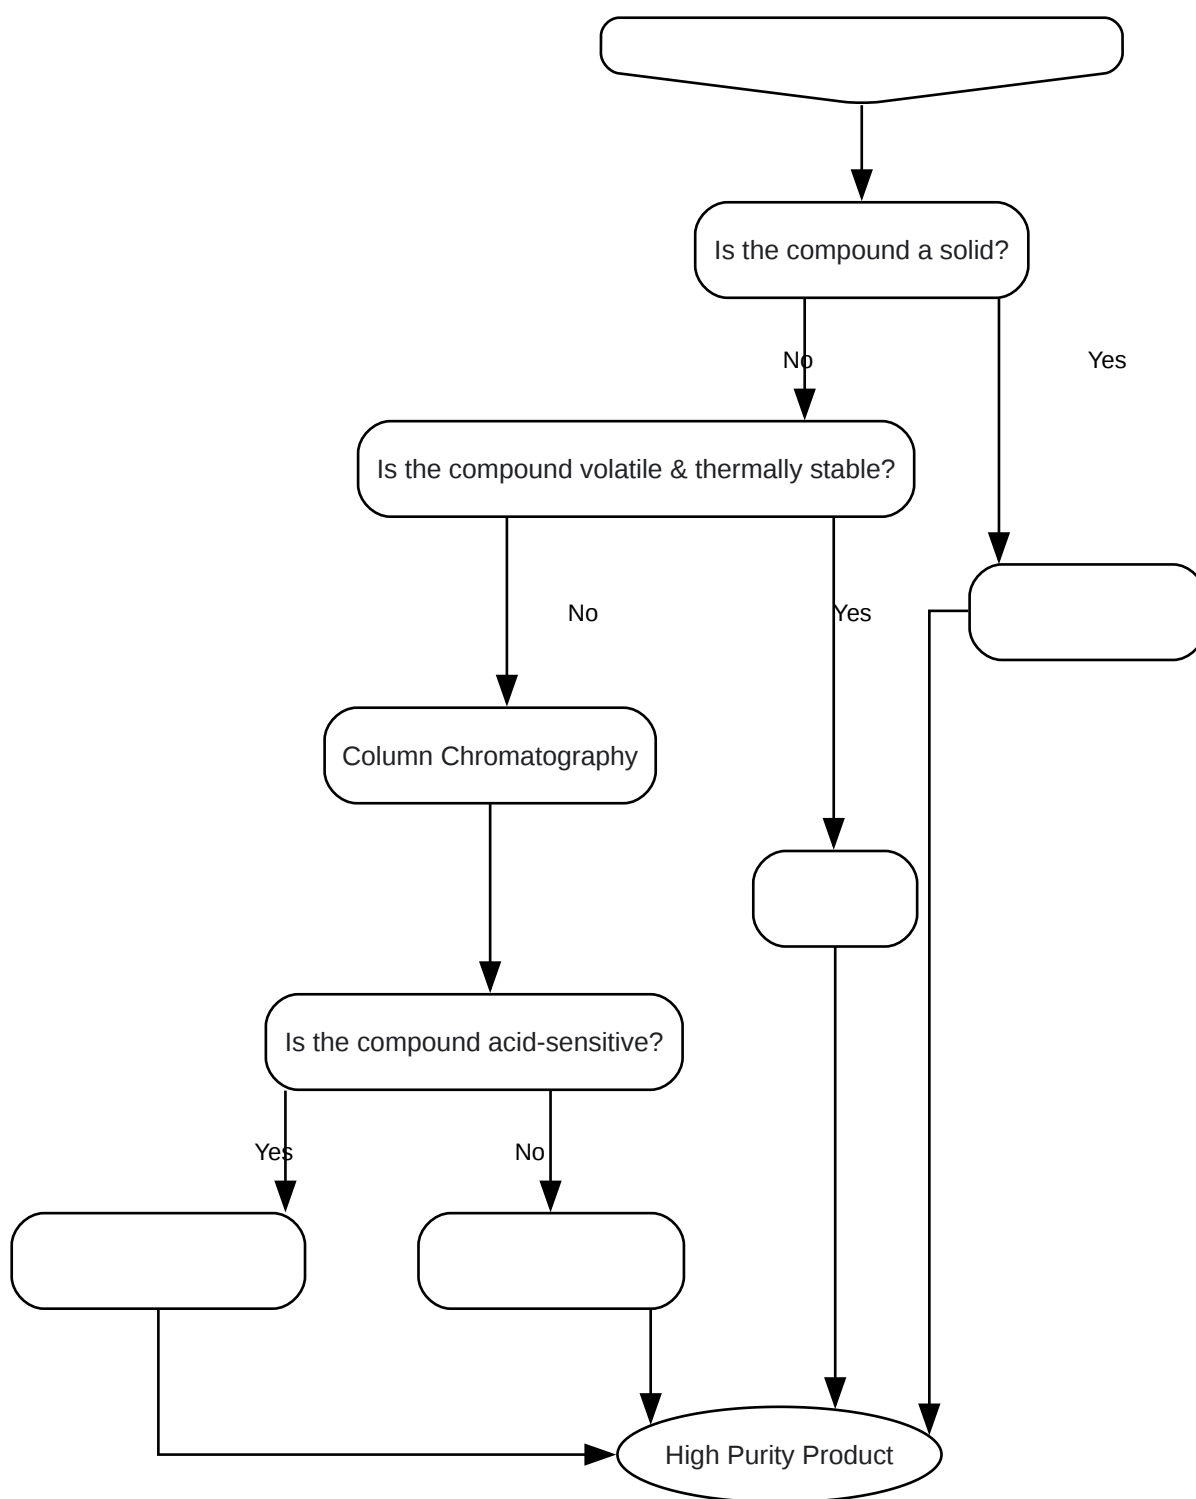 Is the compound a solid?
No
Yes
Is the compound volatile & thermally stable?
No
Yes
Column Chromatography
Is the compound acid-sensitive?
Yes
No
High Purity Product